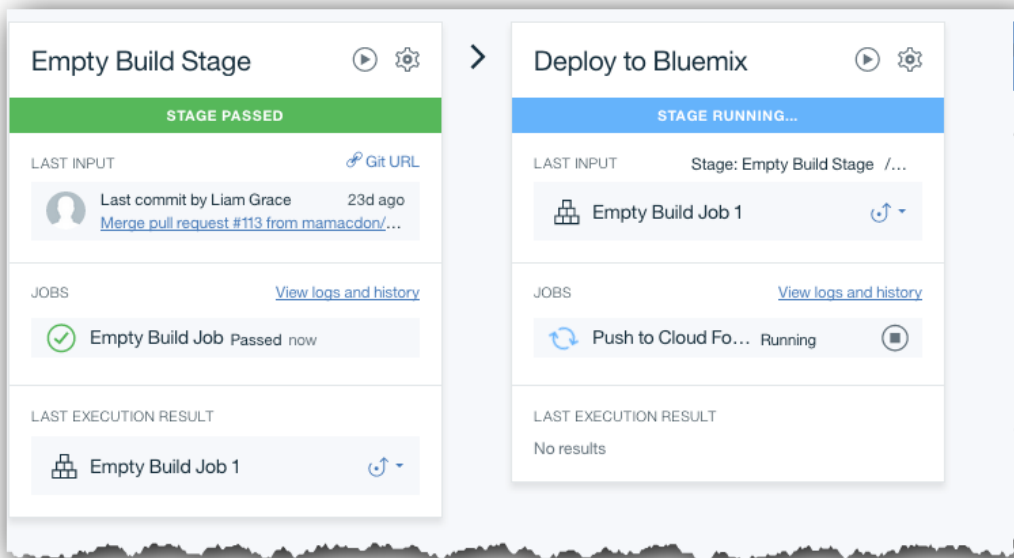 Empty Build Stage
STAGE PASSED
LAST INPUT
Git URL
Last commit by Liam Grace
23d ago
Merge pull request #113 from mamacdon/...
JOBS
View logs and history
Empty Build Job Passed now
LAST EXECUTION RESULT
Empty Build Job 1
Deploy to Bluemix
STAGE RUNNING...
LAST INPUT
Stage: Empty Build Stage /...
Empty Build Job 1
JOBS
View logs and history
Push to Cloud Fo... Running
LAST EXECUTION RESULT
No results